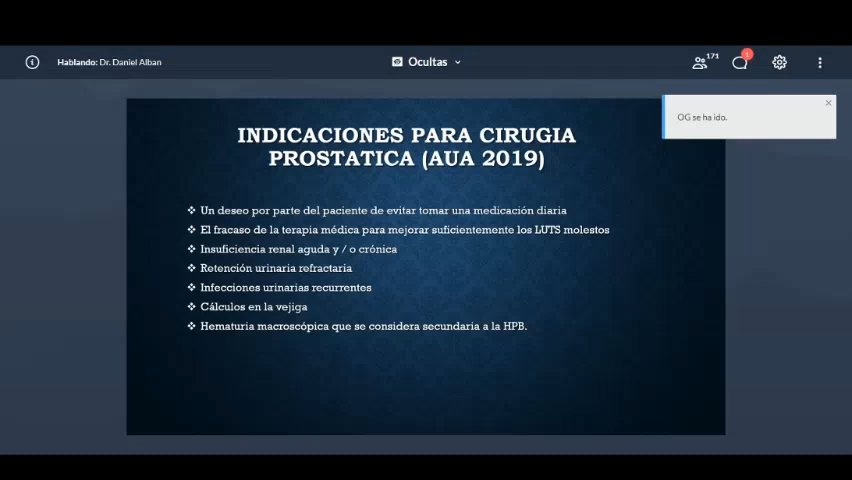 Hablando: Dr. Daniel Alban
Ocultas
171
1
OG se ha ido.
INDICACIONES PARA CIRUGIA
PROSTATICA (AUA 2019)
Un deseo por parte del paciente de evitar tomar una medicación diaria
El fracaso de la terapia médica para mejorar suficientemente los LUTS molestos
Insuficiencia renal aguda y / o crónica
Retención urinaria refractaria
Infecciones urinarias recurrentes
Cálculos en la vejiga
Hematuria macroscópica que se considera secundaria a la HPB.